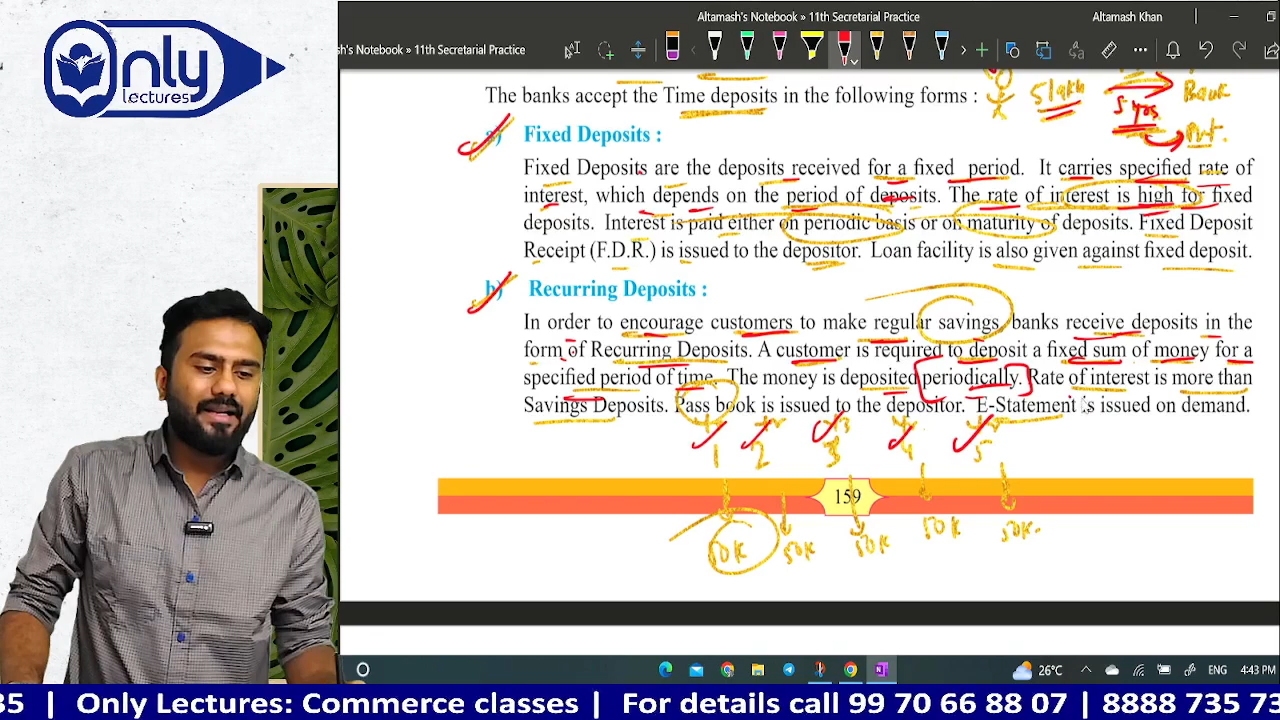 Only
Lectures
Altamash's Notebook » 11th Secretarial Practice
Altamash Khan
sh's Notebook » 11th Secretarial Practice
The banks accept the Time deposits in the following forms :
5 lakh
Bank
5 yrs
a) Fixed Deposits :
Fixed Deposits are the deposits received for a fixed period. It carries specified rate of
interest, which depends on the period of deposits. The rate of interest is high for fixed
deposits. Interest is paid either on periodic basis or on maturity of deposits. Fixed Deposit
Receipt (F.D.R.) is issued to the depositor. Loan facility is also given against fixed deposit.
b) Recurring Deposits :
In order to encourage customers to make regular savings banks receive deposits in the
form of Recurring Deposits. A customer is required to deposit a fixed sum of money for a
specified period of time. The money is deposited periodically. Rate of interest is more than
Savings Deposits. Pass book is issued to the depositor. E-Statement is issued on demand.
1 2 3 4 5
159
50K 50K 50K 50K 50K
26°C
ENG
4:43 PM
35 | Only Lectures: Commerce classes | For details call 99 70 66 88 07 | 8888 735 73